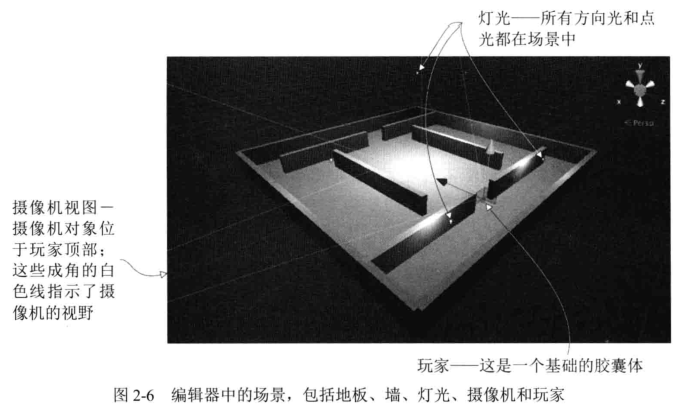 灯光——所有方向光和点
光都在场景中
y
x
z
< Persp
摄像机视图—
摄像机对象位
于玩家顶部；
这些成角的白
色线指示了摄
像机的视野
玩家——这是一个基础的胶囊体
图 2-6 编辑器中的场景，包括地板、墙、灯光、摄像机和玩家